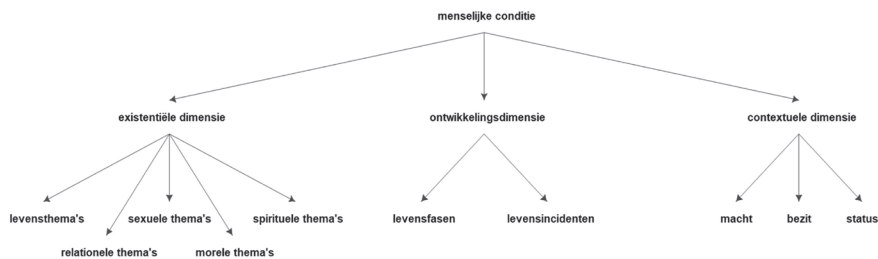 menselijke conditie
existentiële dimensie
ontwikkelingsdimensie
contextuele dimensie
levensthema's
sexuele thema's
spirituele thema's
levensfasen
levensincidenten
macht
bezit
status
relationele thema's
morele thema's